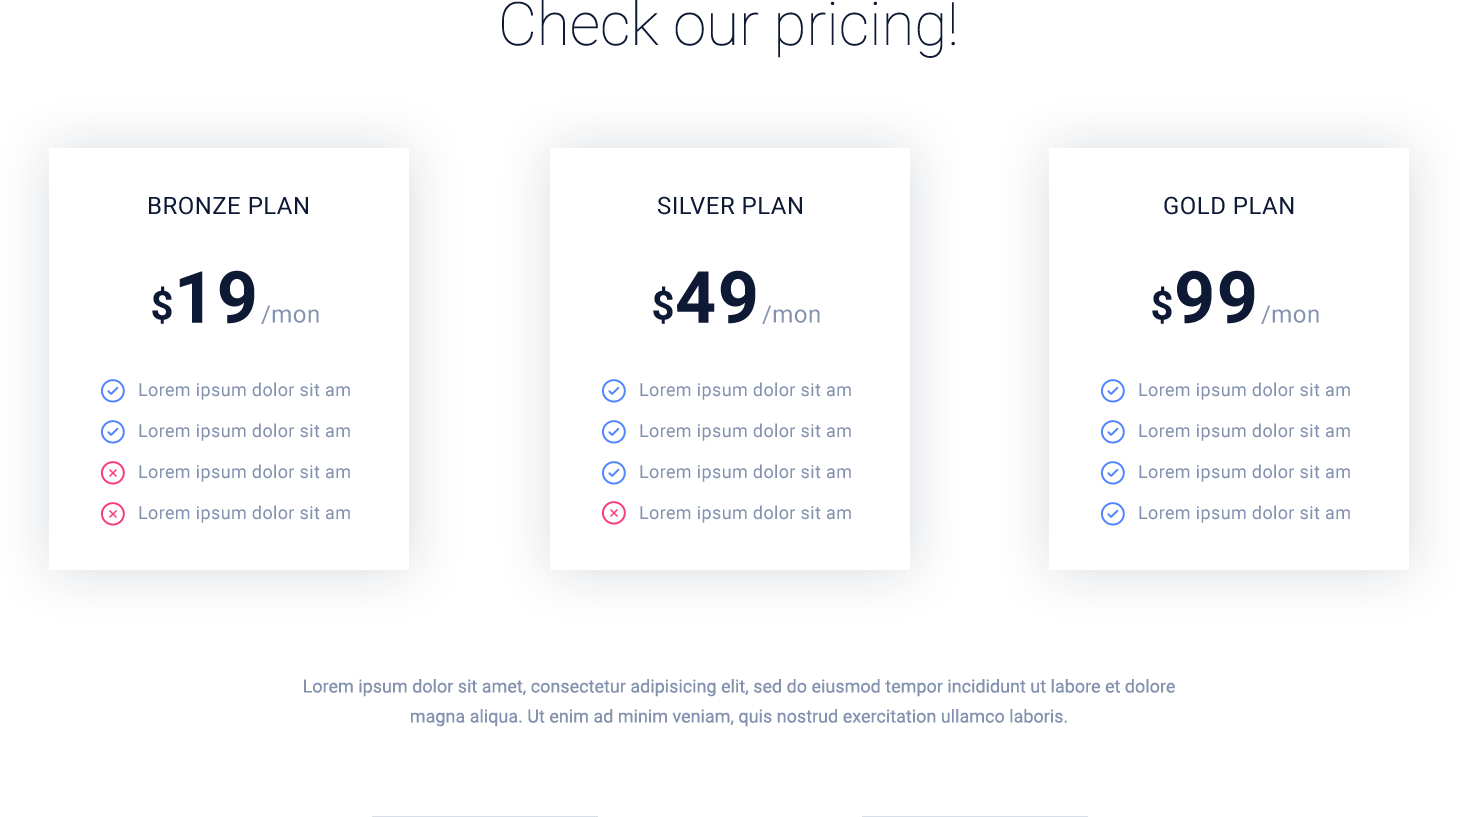 Check our pricing!
BRONZE PLAN
$19/mon
Lorem ipsum dolor sit am
Lorem ipsum dolor sit am
Lorem ipsum dolor sit am
Lorem ipsum dolor sit am
SILVER PLAN
$49/mon
Lorem ipsum dolor sit am
Lorem ipsum dolor sit am
Lorem ipsum dolor sit am
Lorem ipsum dolor sit am
GOLD PLAN
$99/mon
Lorem ipsum dolor sit am
Lorem ipsum dolor sit am
Lorem ipsum dolor sit am
Lorem ipsum dolor sit am
Lorem ipsum dolor sit amet, consectetur adipisicing elit, sed do eiusmod tempor incididunt ut labore et dolore
magna aliqua. Ut enim ad minim veniam, quis nostrud exercitation ullamco laboris.